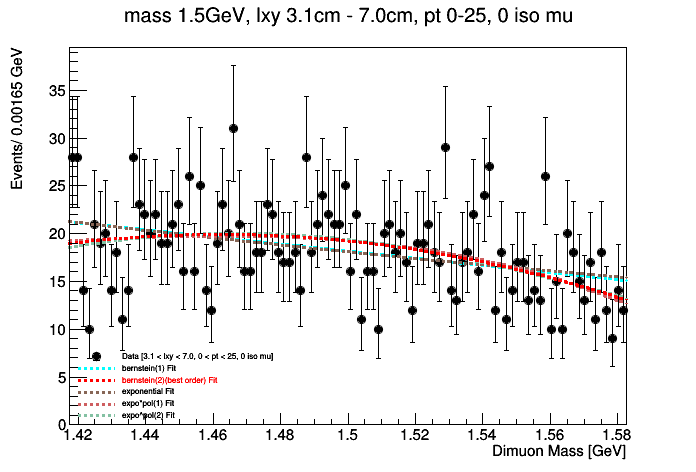 mass 1.5GeV, lxy 3.1cm - 7.0cm, pt 0-25, 0 iso mu
Events/ 0.00165 GeV
35
30
25
20
15
10
5
0
Data [3.1 < lxy < 7.0, 0 < pt < 25, 0 iso mu]
bernstein(1) Fit
bernstein(2)(best order) Fit
exponential Fit
expo*pol(1) Fit
expo*pol(2) Fit
1.42 1.44 1.46 1.48 1.5 1.52 1.54 1.56 1.58
Dimuon Mass [GeV]